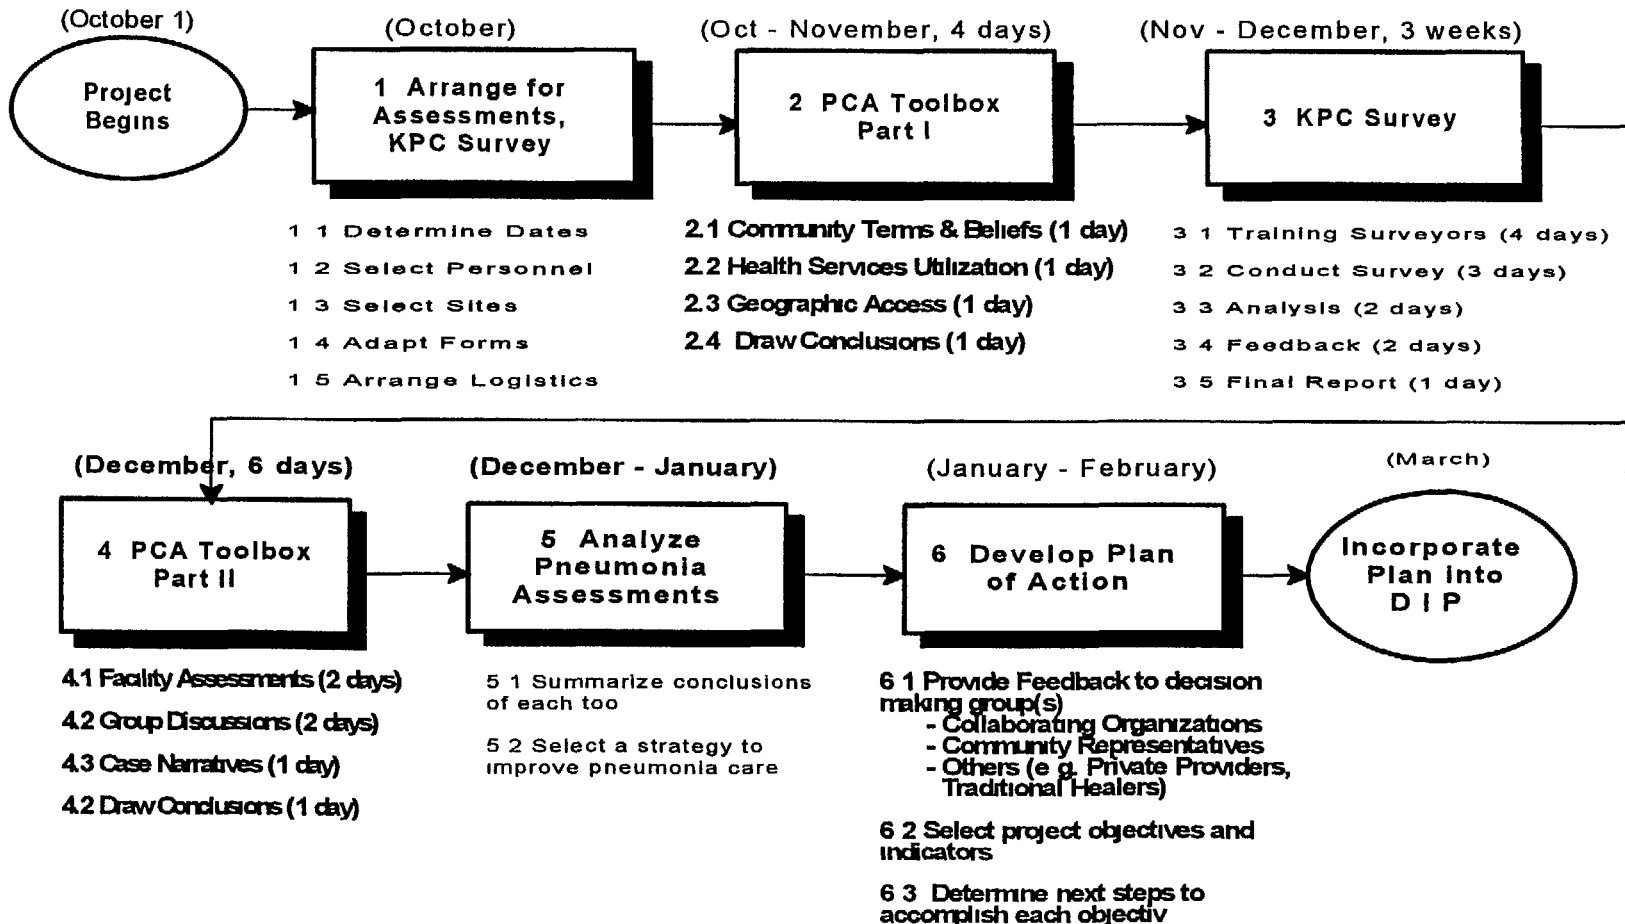 (October 1)
Project
Begins
(October)
1 Arrange for
Assessments,
KPC Survey
1 1 Determine Dates
1 2 Select Personnel
1 3 Select Sites
1 4 Adapt Forms
1 5 Arrange Logistics
(Oct - November, 4 days)
2 PCA Toolbox
Part I
2.1 Community Terms & Beliefs (1 day)
2.2 Health Services Utilization (1 day)
2.3 Geographic Access (1 day)
2.4 Draw Conclusions (1 day)
(Nov - December, 3 weeks)
3 KPC Survey
3 1 Training Surveyors (4 days)
3 2 Conduct Survey (3 days)
3 3 Analysis (2 days)
3 4 Feedback (2 days)
3 5 Final Report (1 day)
(December, 6 days)
4 PCA Toolbox
Part II
4.1 Facility Assessments (2 days)
4.2 Group Discussions (2 days)
4.3 Case Narratives (1 day)
4.2 Draw Conclusions (1 day)
(December - January)
5 Analyze
Pneumonia
Assessments
5 1 Summarize conclusions
of each too
5 2 Select a strategy to
improve pneumonia care
(January - February)
6 Develop Plan
of Action
6 1 Provide Feedback to decision
making group(s)
- Collaborating Organizations
- Community Representatives
- Others (e g. Private Providers,
Traditional Healers)
6 2 Select project objectives and
indicators
6 3 Determine next steps to
accomplish each objectiv
(March)
Incorporate
Plan into
D I P